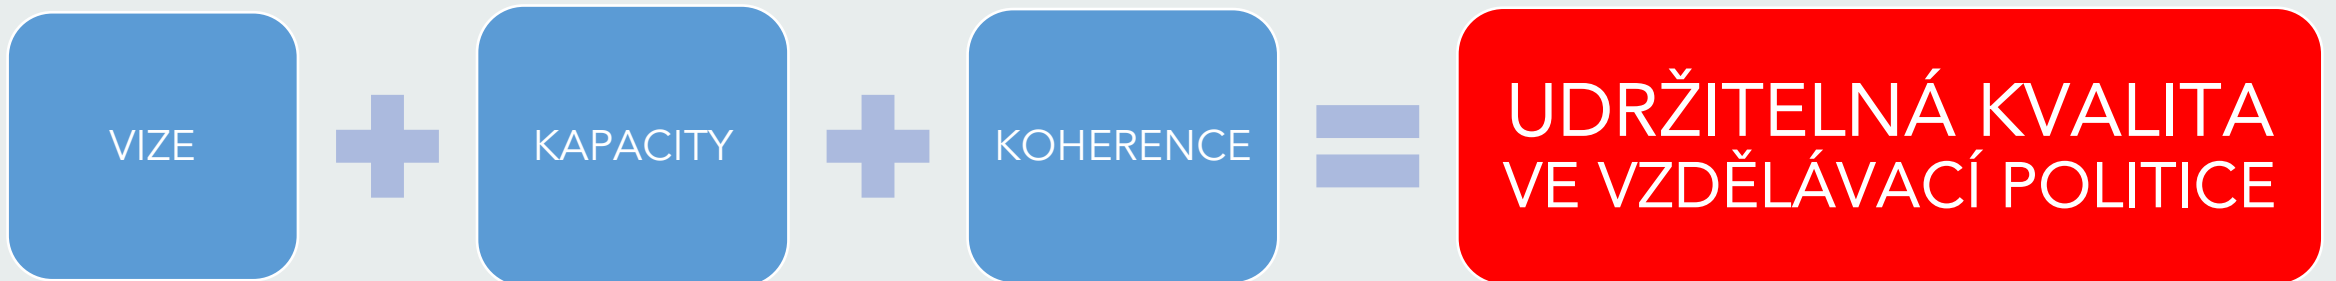 VIZE
KAPACITY
KOHERENCE
UDRŽITELNÁ KVALITA
VE VZDĚLÁVACÍ POLITICE